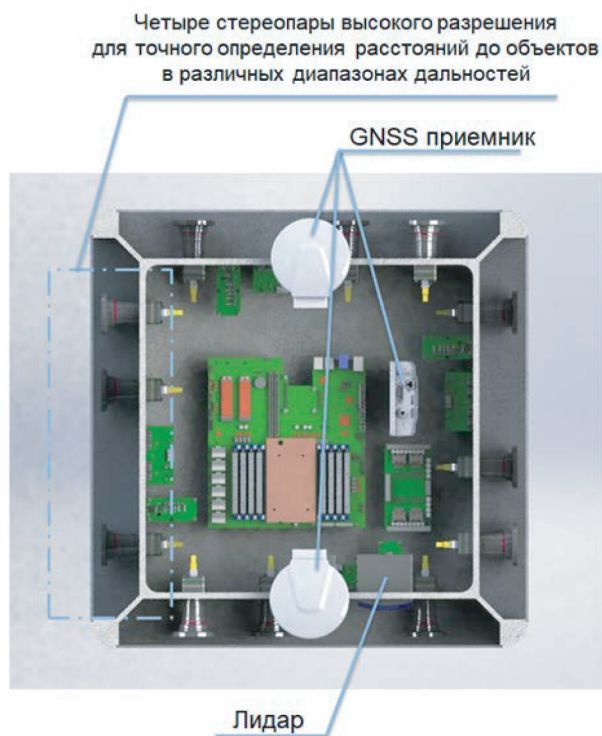 Четыре стереопары высокого разрешения
для точного определения расстояний до объектов
в различных диапазонах дальностей
GNSS приемник
Лидар